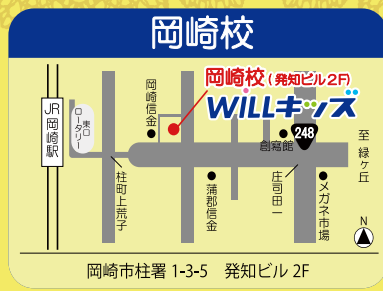 岡崎校
岡崎校(発知ビル2F)
WILLキッズ
JR岡崎駅
東口
ロータリー
岡崎信金
248
創寫館
至 緑ヶ丘
柱町上荒子
蒲郡信金
庄司田一
メガネ市場
N
岡崎市柱署1-3-5 発知ビル 2F